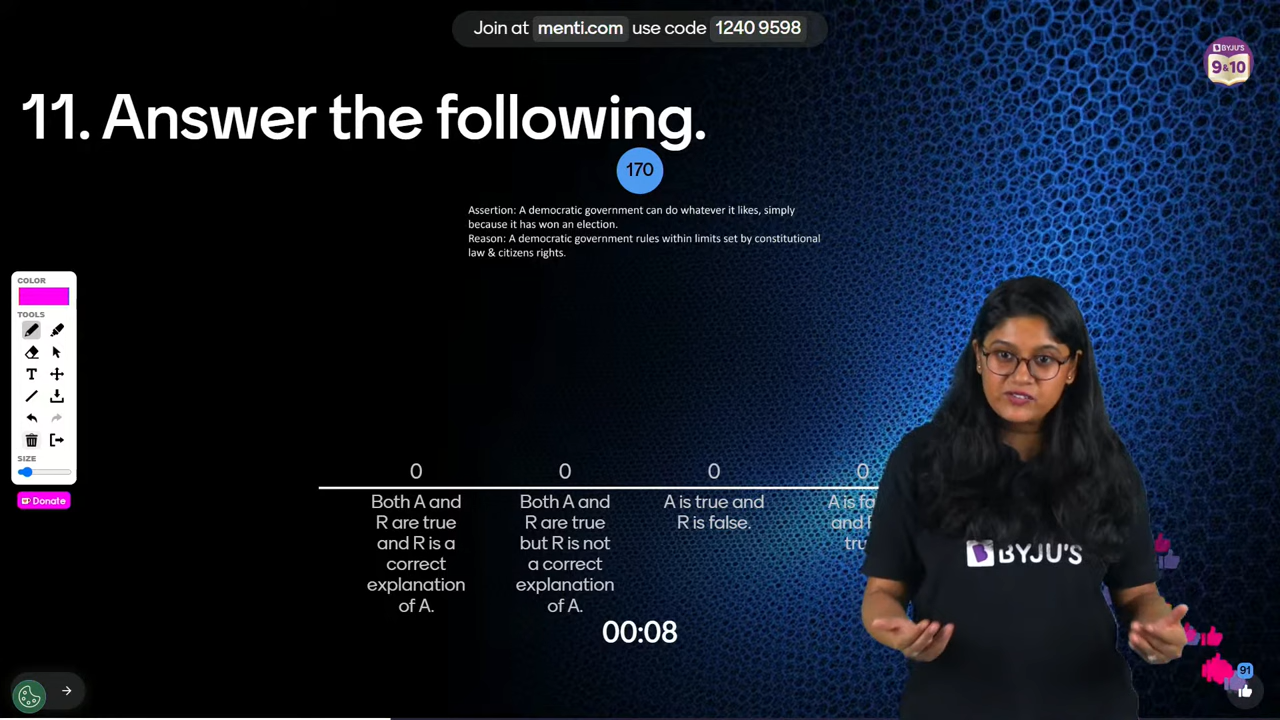 Join at menti.com use code 1240 9598
BYJU'S
9&10
11. Answer the following.
170
Assertion: A democratic government can do whatever it likes, simply
because it has won an election.
Reason: A democratic government rules within limits set by constitutional
law & citizens rights.
COLOR
TOOLS
T
SIZE
Donate
0
0
0
0
Both A and
R are true
and R is a
correct
explanation
of A.
Both A and
R are true
but R is not
a correct
explanation
of A.
A is true and
R is false.
A is
and
00:08
BYJU'S
91